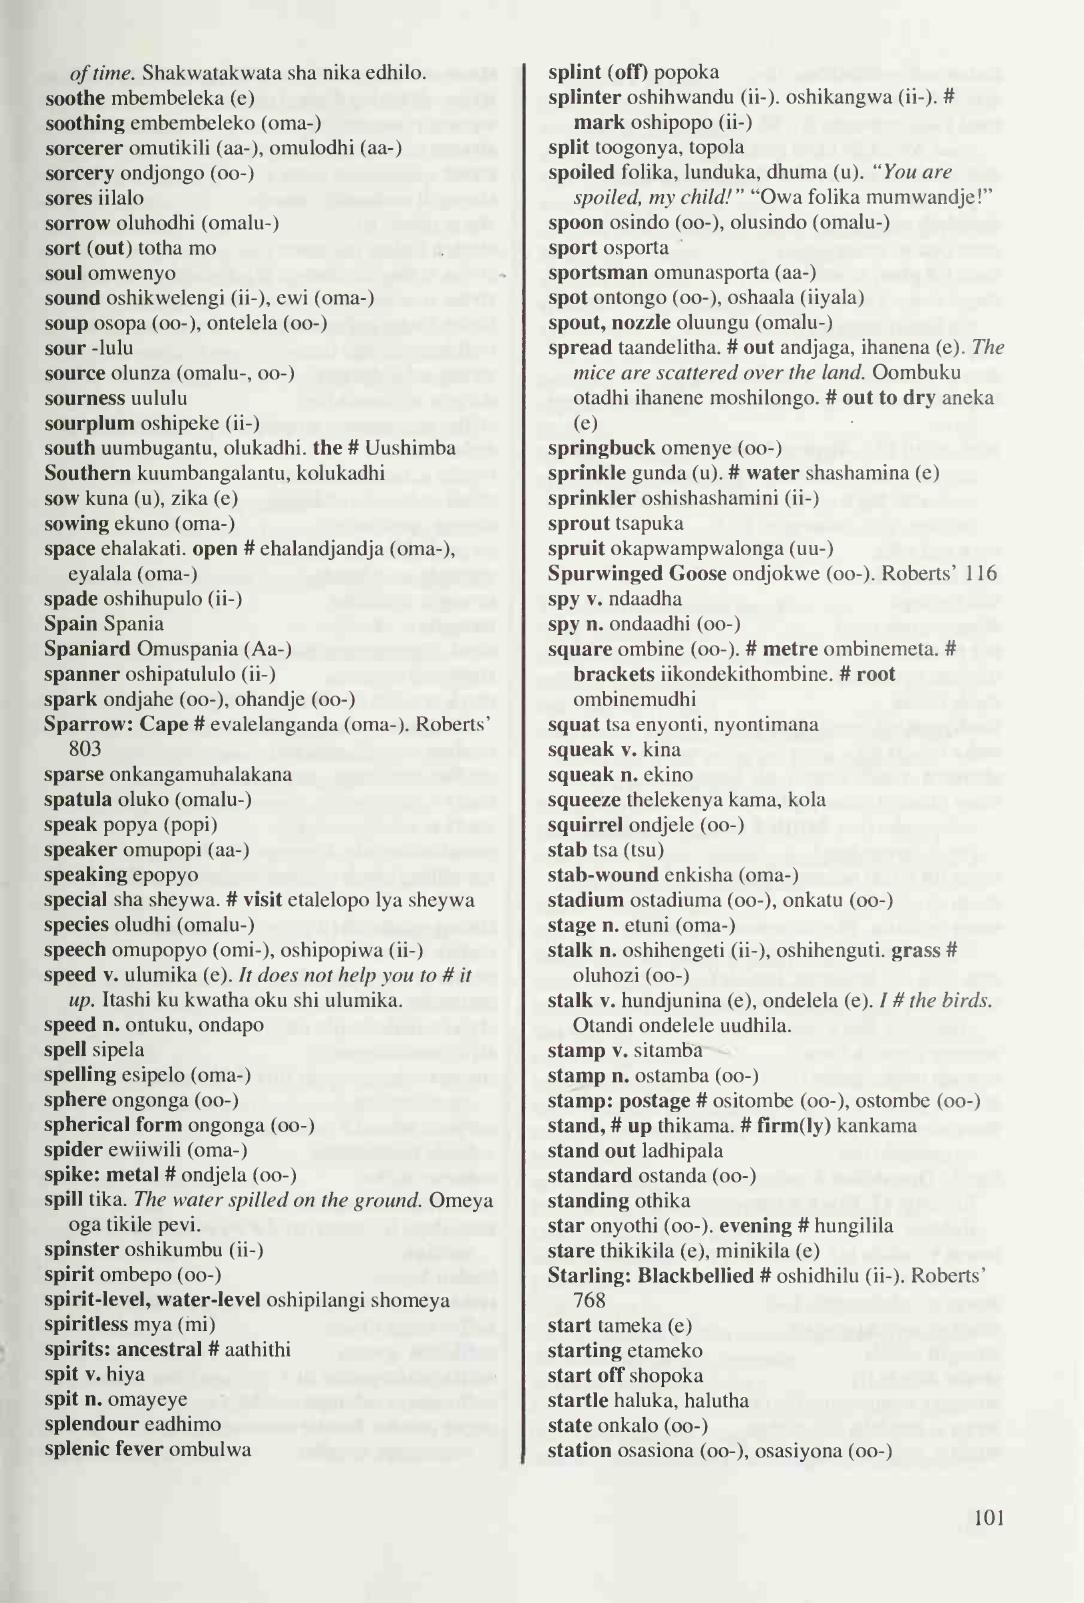 of time. Shakwatakwata sha nika edhilo.
soothe mbembeleka (e)
soothing embembeleko (oma-)
sorcerer omutikili (aa-), omulodhi (aa-)
sorcery ondjongo (oo-)
sores iilalo
sorrow oluhodhi (omalu-)
sort (out) totha mo
soul omwenyo
sound oshikwelengi (ii-), ewi (oma-)
soup osopa (oo-), ontelela (oo-)
sour -lulu
source olunza (omalu-, oo-)
sourness uululu
sourplum oshipeke (ii-)
south uumbugantu, olukadhi. the # Uushimba
Southern kuumbangalantu, kolukadhi
sow kuna (u), zika (e)
sowing ekuno (oma-)
space ehalakati. open # ehalandjandja (oma-),
eyalala (oma-)
spade oshihupulo (ii-)
Spain Spania
Spaniard Omuspania (Aa-)
spanner oshipatululo (ii-)
spark ondjahe (oo-), ohandje (oo-)
Sparrow: Cape # evalelanganda (oma-). Roberts'
803
sparse onkangamuhalakana
spatula oluko (omalu-)
speak popya (popi)
speaker omupopi (aa-)
speaking epopyo
special sha sheywa. # visit etalelopo lya sheywa
species oludhi (omalu-)
speech omupopyo (omi-), oshipopiwa (ii-)
speed v. ulumika (e). It does not help you to # it
up. Itashi ku kwatha oku shi ulumika.
speed n. ontuku, ondapo
spell sipela
spelling esipelo (oma-)
sphere ongonga (oo-)
spherical form ongonga (oo-)
spider ewiiwili (oma-)
spike: metal # ondjela (oo-)
spill tika. The water spilled on the ground. Omeya
oga tikile pevi.
spinster oshikumbu (ii-)
spirit ombepo (oo-)
spirit-level, water-level oshipilangi shomeya
spiritless mya (mi)
spirits: ancestral # aathithi
spit v. hiya
spit n. omayeye
splendour eadhimo
splenic fever ombulwa
splint (off) popoka
splinter oshihwandu (ii-). oshikangwa (ii-). #
mark oshipopo (ii-)
split toogonya, topola
spoiled folika, lunduka, dhuma (u). "You are
spoiled, my child!" "Owa folika mumwandje!"
spoon osindo (oo-), olusindo (omalu-)
sport osporta
sportsman omunasporta (aa-)
spot ontongo (oo-), oshaala (iiyala)
spout, nozzle oluungu (omalu-)
spread taandelitha. # out andjaga, ihanena (e). The
mice are scattered over the land. Oombuku
otadhi ihanene moshilongo. # out to dry aneka
(e)
springbuck omenye (oo-)
sprinkle gunda (u). # water shashamina (e)
sprinkler oshishashamini (ii-)
sprout tsapuka
spruit okapwampwalonga (uu-)
Spurwinged Goose ondjokwe (oo-). Roberts' 116
spy v. ndaadha
spy n. ondaadhi (oo-)
square ombine (oo-). # metre ombinemeta. #
brackets iikondekithombine. # root
ombinemudhi
squat tsa enyonti, nyontimana
squeak v. kina
squeak n. ekino
squeeze thelekenya kama, kola
squirrel ondjele (oo-)
stab tsa (tsu)
stab-wound enkisha (oma-)
stadium ostadiuma (oo-), onkatu (oo-)
stage n. etuni (oma-)
stalk n. oshihengeti (ii-), oshihenguti. grass #
oluhozi (oo-)
stalk v. hundjunina (e), ondelela (e). I # the birds.
Otandi ondelele uudhila.
stamp v. sitamba
stamp n. ostamba (oo-)
stamp: postage # ositombe (oo-), ostombe (oo-)
stand, # up thikama. # firm(ly) kankama
stand out ladhipala
standard ostanda (oo-)
standing othika
star onyothi (oo-). evening # hungilila
stare thikikila (e), minikila (e)
Starling: Blackbellied # oshidhilu (ii-). Roberts'
768
start tameka (e)
starting etameko
start off shopoka
startle haluka, halutha
state onkalo (oo-)
station osasiona (oo-), osasiyona (oo-)
101